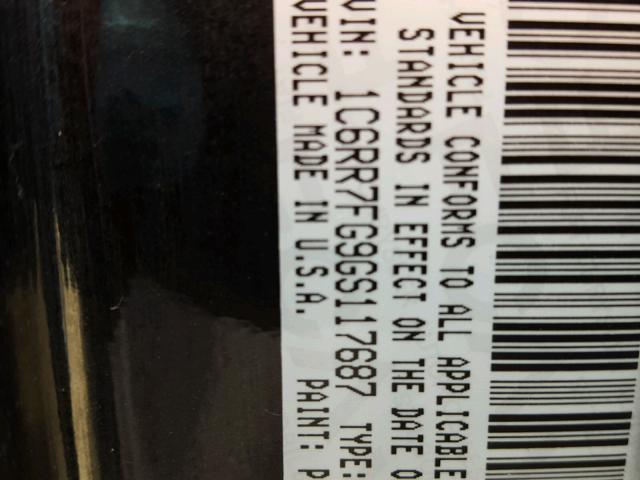 VEHICLE CONFORMS TO ALL APPLICABLE
STANDARDS IN EFFECT ON THE DATE O
VIN: 1C6RR7FG9GS117687 TYPE:
VEHICLE MADE IN U.S.A. PAINT: P